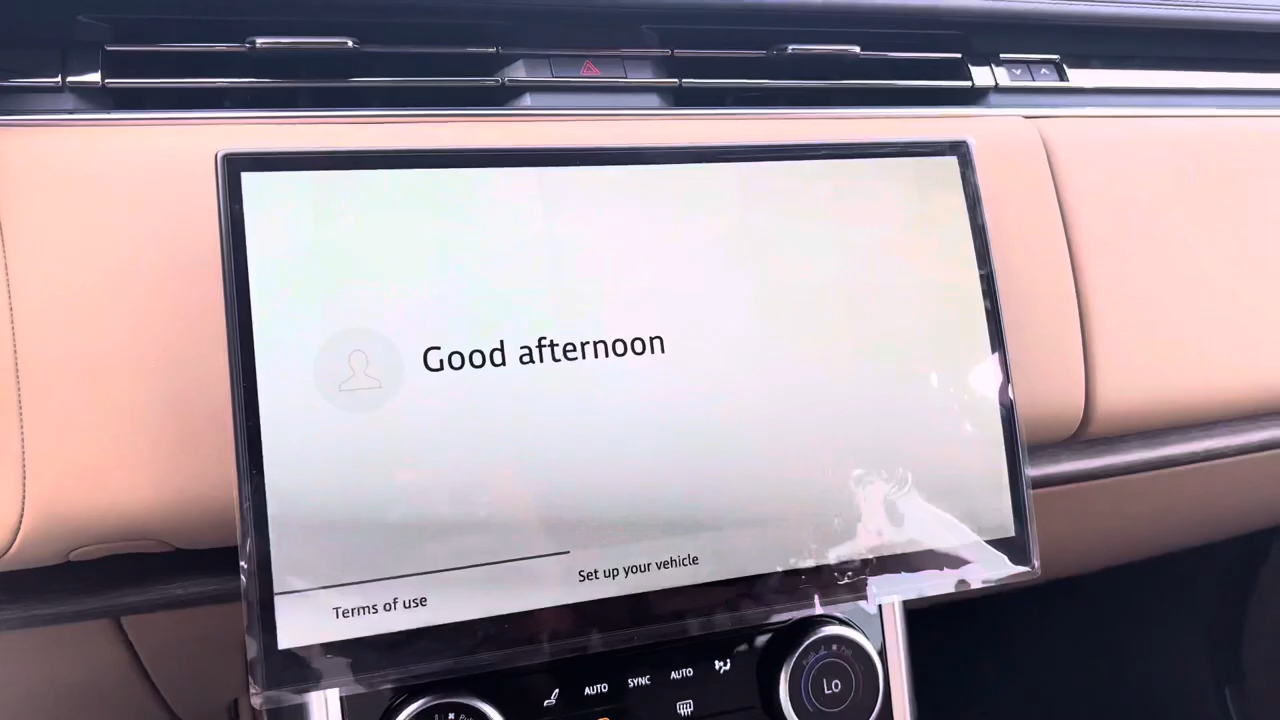 Good afternoon
Set up your vehicle
Terms of use
AUTO
SYNC
AUTO
Lo